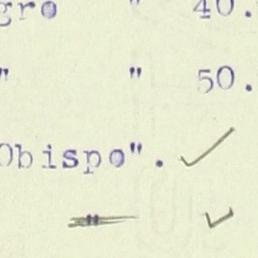 gro " 40.
" " 50.
Obispo".
"